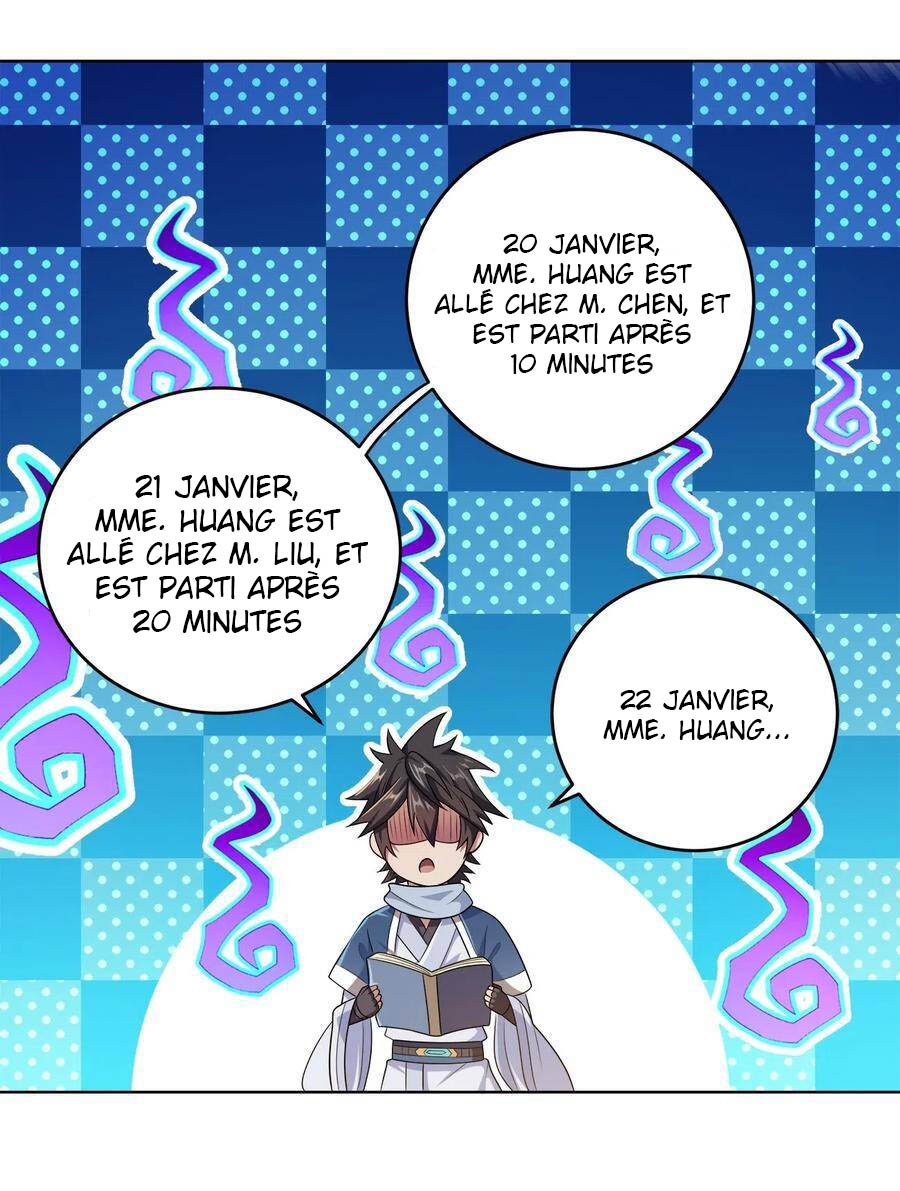 20 JANVIER,
MME. HUANG EST
ALLÉ CHEZ M. CHEN, ET
EST PARTI APRÈS
10 MINUTES
21 JANVIER,
MME. HUANG EST
ALLÉ CHEZ M. LIU, ET
EST PARTI APRÈS
20 MINUTES
22 JANVIER,
MME. HUANG...